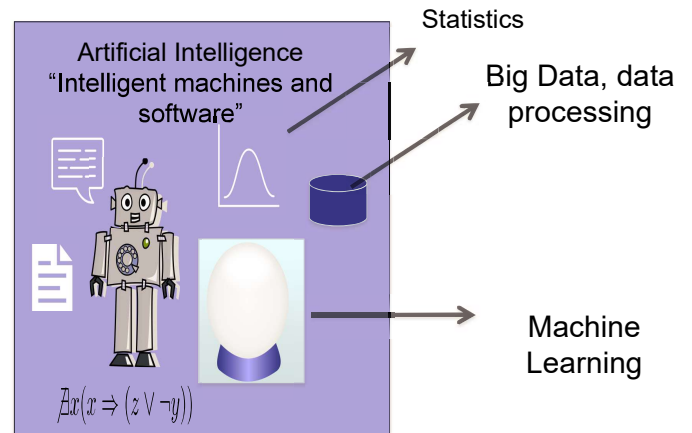 Statistics
Artificial Intelligence
“Intelligent machines and
software”
Big Data, data
processing
Machine
Learning
∄x(x ⇒ (z ∨ ¬y))